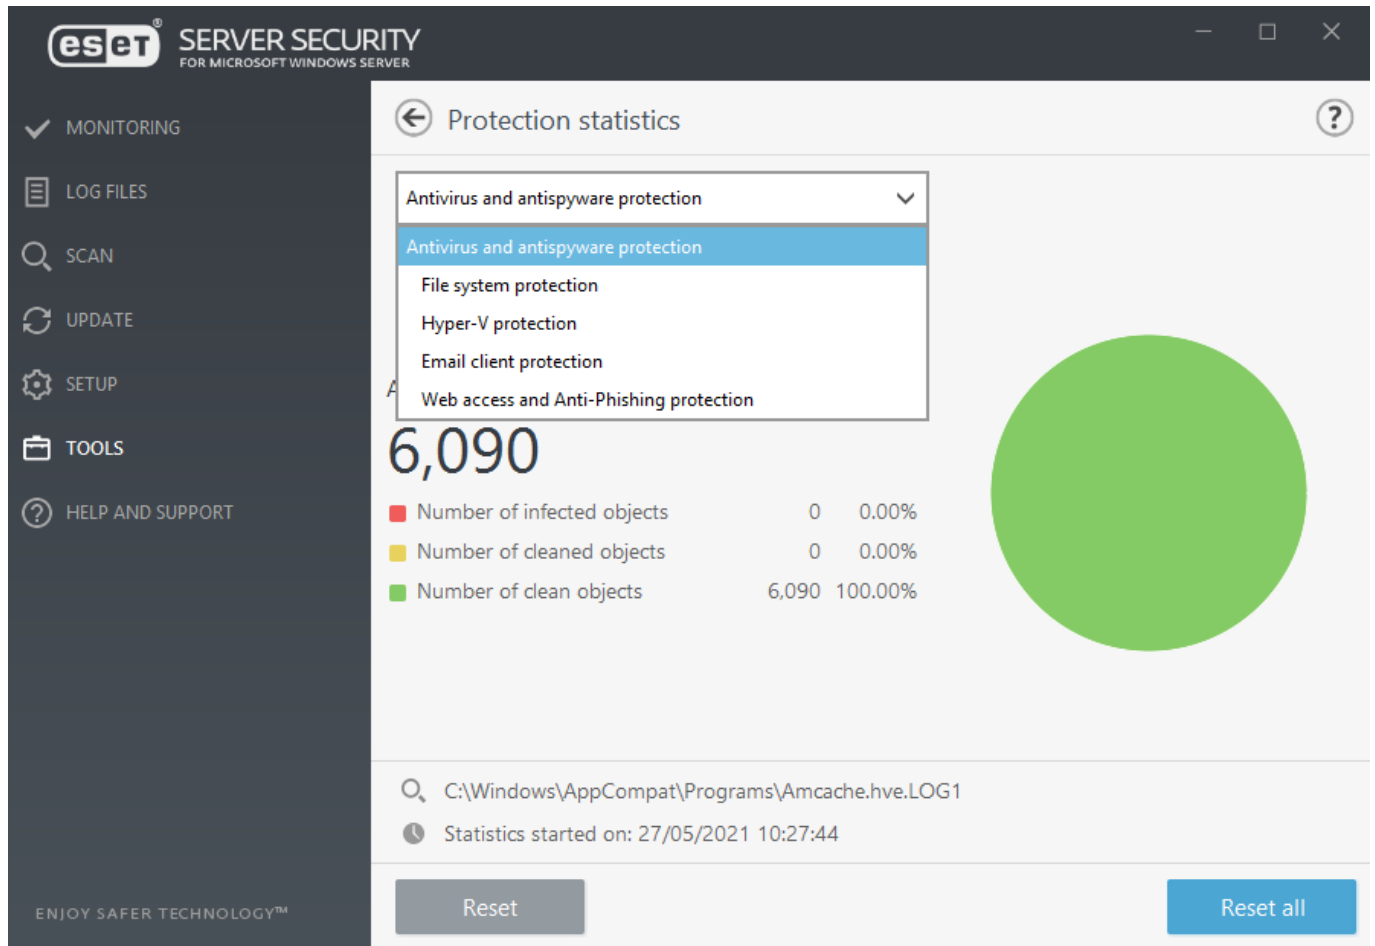 eset® SERVER SECURITY
FOR MICROSOFT WINDOWS SERVER
MONITORING
LOG FILES
SCAN
UPDATE
SETUP
TOOLS
HELP AND SUPPORT
ENJOY SAFER TECHNOLOGY™
Protection statistics
?
Antivirus and antispyware protection
Antivirus and antispyware protection
File system protection
Hyper-V protection
Email client protection
Web access and Anti-Phishing protection
6,090
Number of infected objects 0 0.00%
Number of cleaned objects 0 0.00%
Number of clean objects 6,090 100.00%
C:\Windows\AppCompat\Programs\Amcache.hve.LOG1
Statistics started on: 27/05/2021 10:27:44
Reset
Reset all